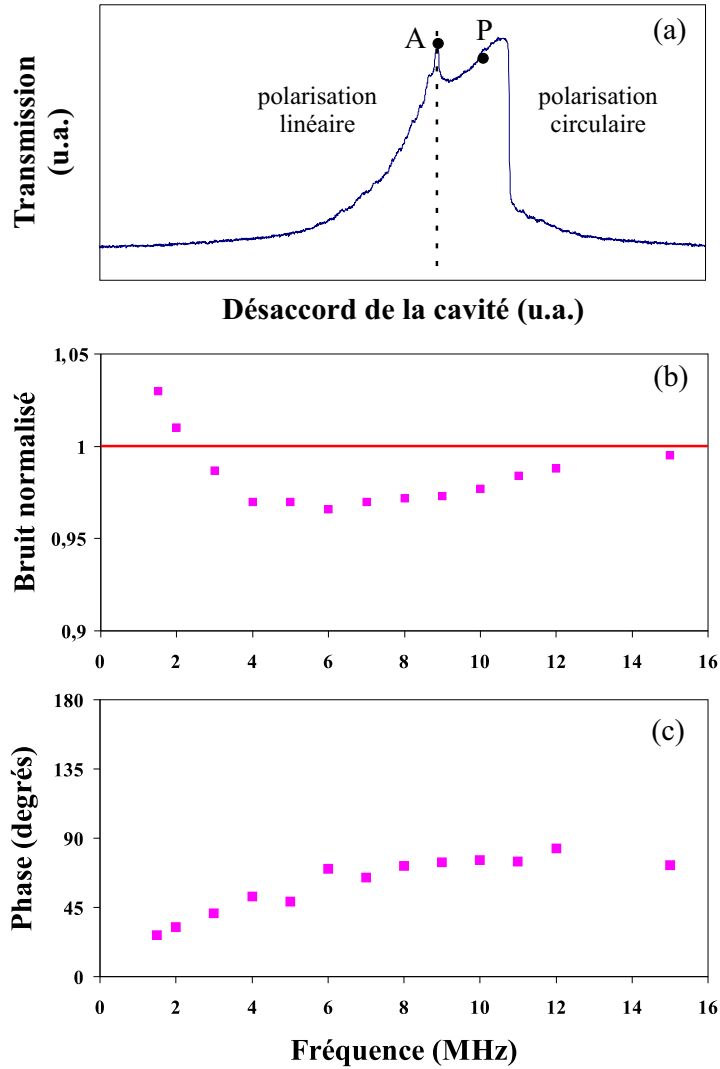 (a)
A
P
polarisation
linéaire
polarisation
circulaire
Transmission
(u.a.)
Désaccord de la cavité (u.a.)
(b)
1,05
1
0,95
0,9
Bruit normalisé
0 2 4 6 8 10 12 14 16
(c)
180
135
90
45
0
Phase (degrés)
0 2 4 6 8 10 12 14 16
Fréquence (MHz)